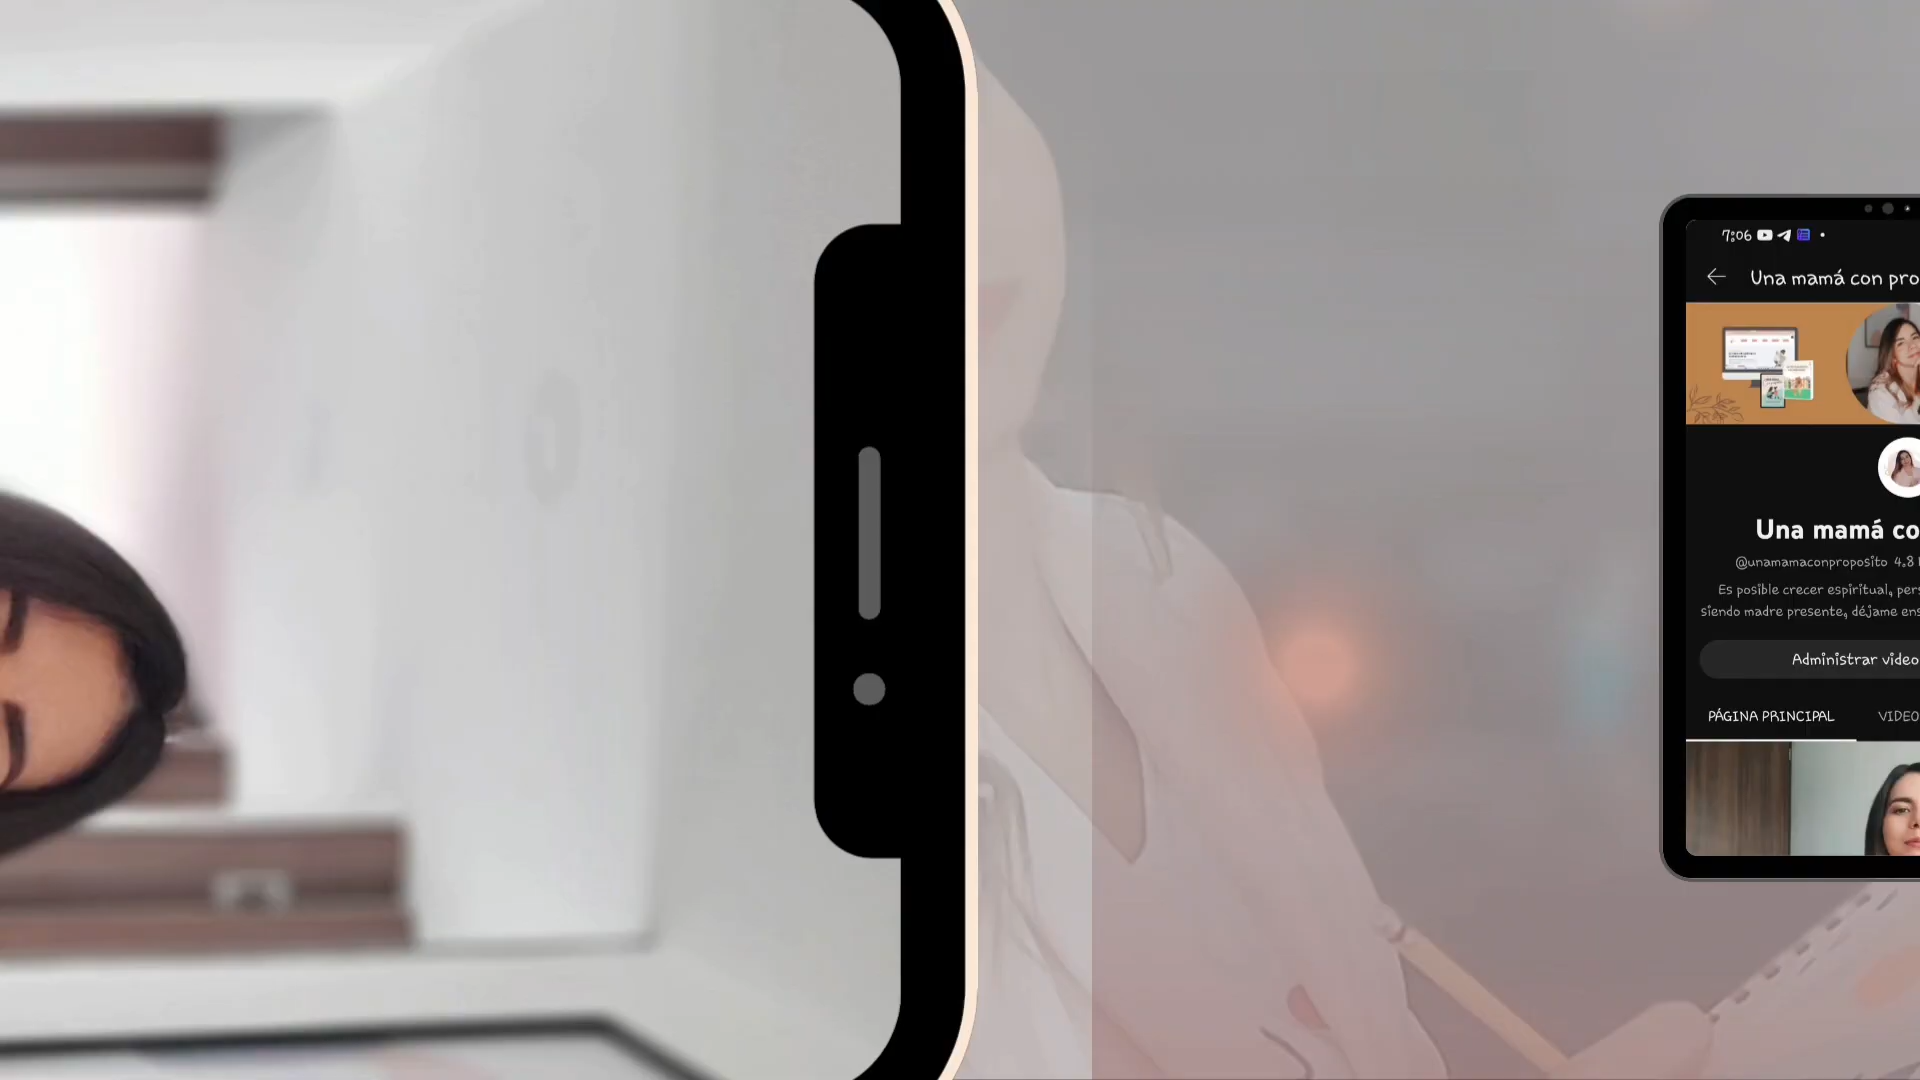 7:06
Una mamá con pro
Una mamá co
@unamamaconproposito 4.8
Es posible crecer espiritual, pers
siendo madre presente, déjame ens
Administrar video
PÁGINA PRINCIPAL VIDEO